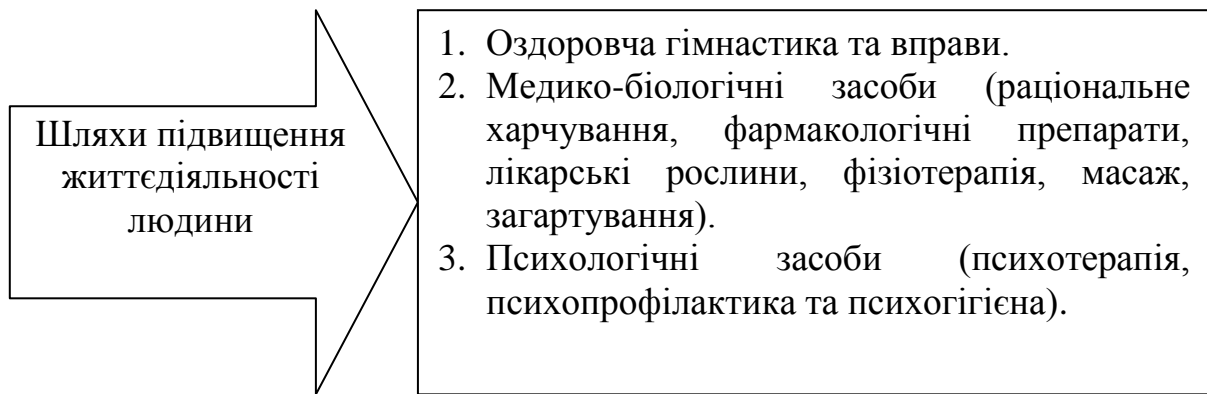 Шляхи підвищення
життєдіяльності
людини
1. Оздоровча гімнастика та вправи.
2. Медико-біологічні засоби (раціональне
харчування, фармакологічні препарати,
лікарські рослини, фізіотерапія, масаж,
загартування).
3. Психологічні засоби (психотерапія,
психопрофілактика та психогігієна).